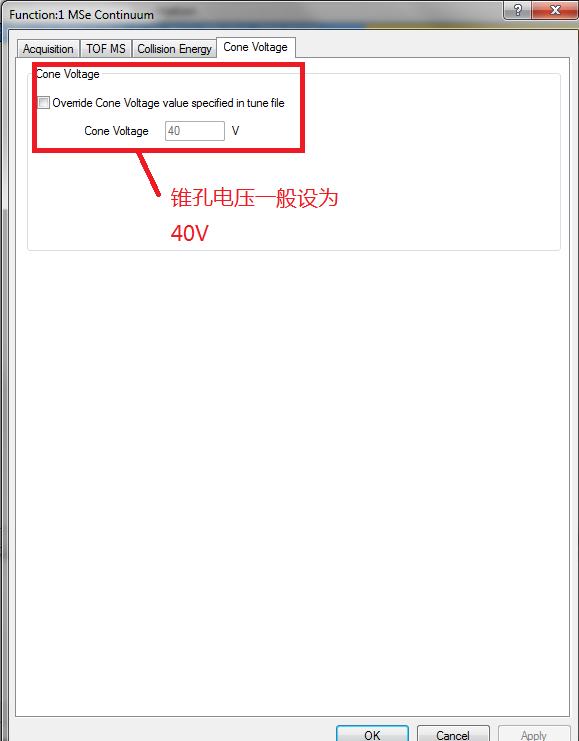 Function:1 MSe Continuum
Acquisition TOF MS Collision Energy Cone Voltage
Cone Voltage
Override Cone Voltage value specified in tune file
Cone Voltage 40 V
锥孔电压一般设为
40V
OK Cancel Apply